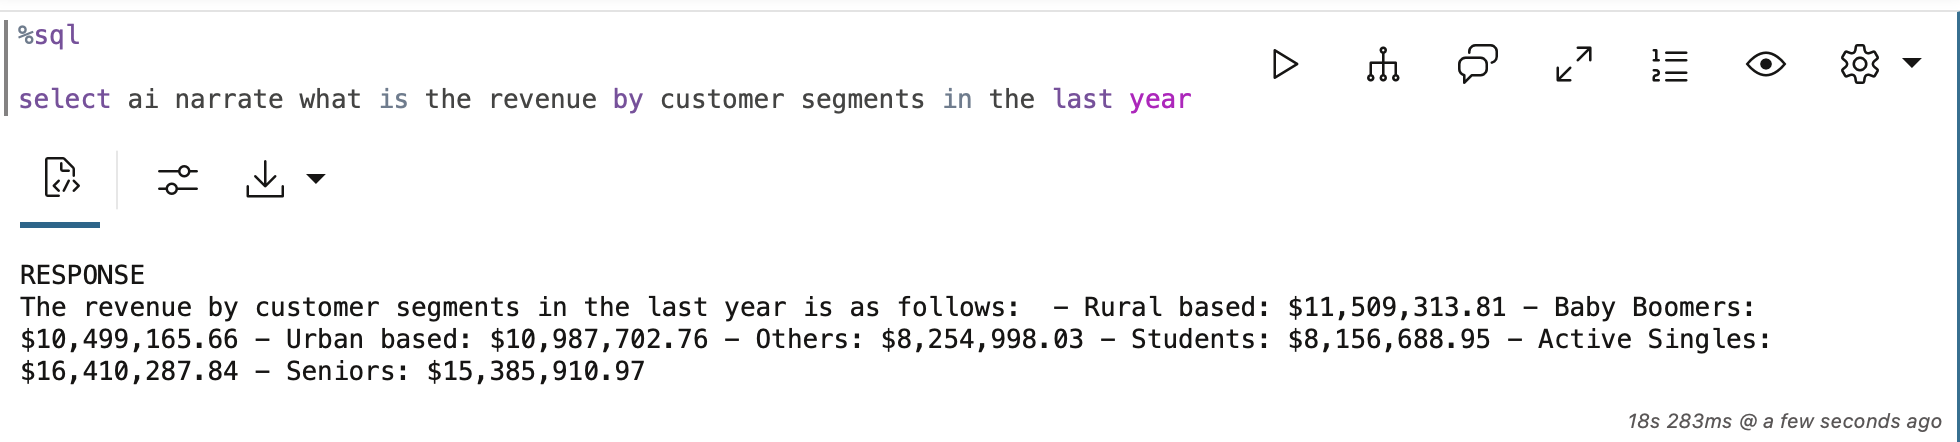 %sql
select ai narrate what is the revenue by customer segments in the last year
RESPONSE
The revenue by customer segments in the last year is as follows:  – Rural based: $11,509,313.81 – Baby Boomers:
$10,499,165.66 – Urban based: $10,987,702.76 – Others: $8,254,998.03 – Students: $8,156,688.95 – Active Singles:
$16,410,287.84 – Seniors: $15,385,910.97
18s 283ms @ a few seconds ago